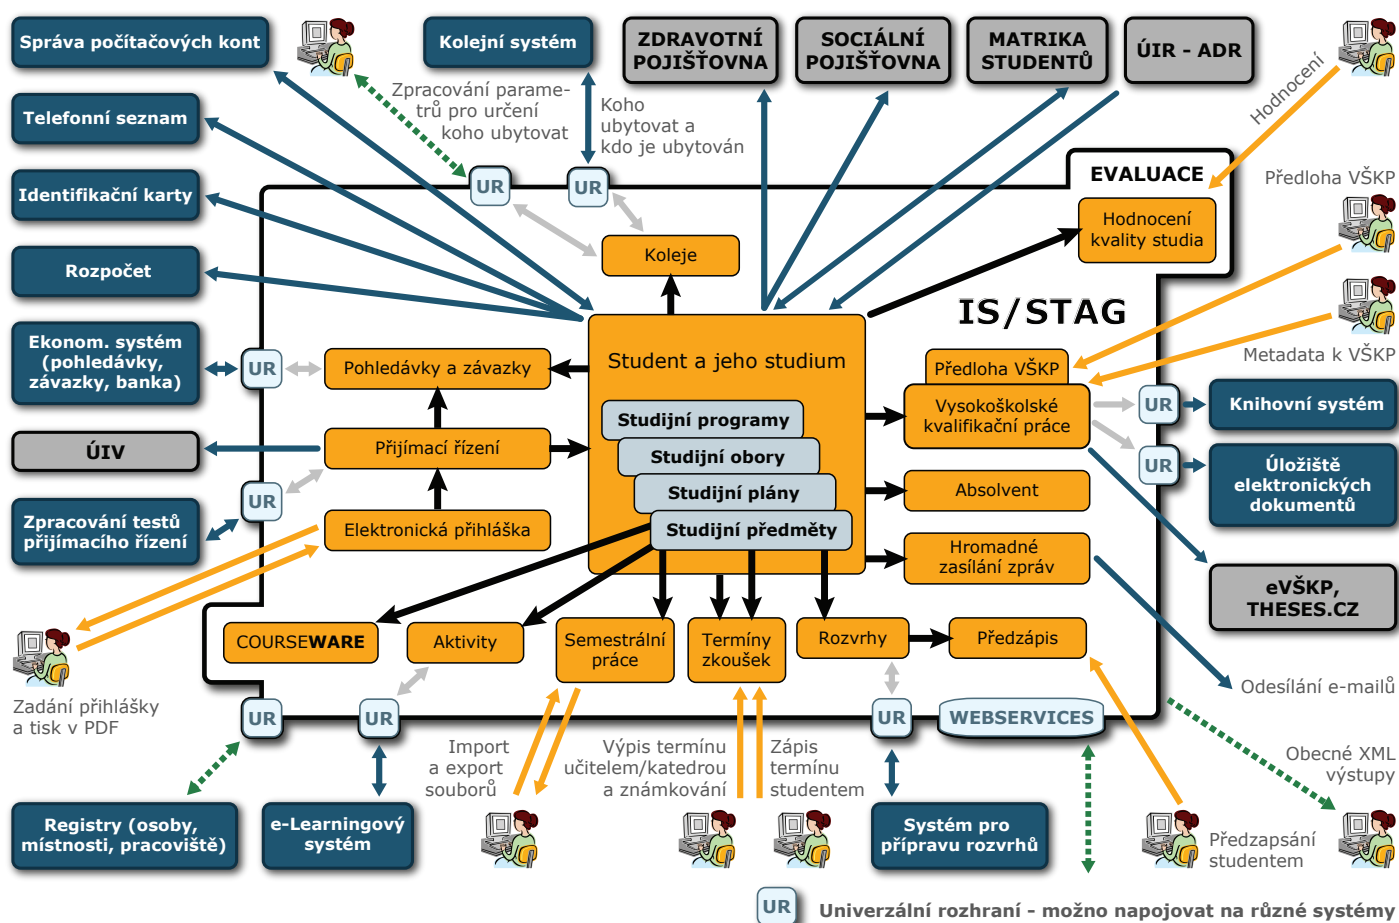 Správa počítačových kont
Kolejní systém
ZDRAVOTNÍ
POJIŠŤOVNA
SOCIÁLNÍ
POJIŠŤOVNA
MATRIKA
STUDENTŮ
ÚIR - ADR
Hodnocení
Zpracování parame-
trů pro určení
koho ubytovat
Koho
ubytovat a
kdo je ubytován
Telefonní seznam
Identifikační karty
Rozpočet
UR
UR
EVALUACE
Hodnocení
kvality studia
Předloha VŠKP
Koleje
IS/STAG
Metadata k VŠKP
Ekonom. systém
(pohledávky,
závazky, banka)
UR
Pohledávky a závazky
Student a jeho studium
Předloha VŠKP
Vysokoškolské
kvalifikační práce
UR
Knihovní systém
Studijní programy
Studijní obory
Studijní plány
Studijní předměty
ÚIV
Přijímací řízení
UR
Úložiště
elektronických
dokumentů
UR
Zpracování testů
přijímacího řízení
Elektronická přihláška
Absolvent
Hromadné
zasílání zpráv
eVŠKP,
THESES.CZ
COURSEWARE
Aktivity
Semestrální
práce
Termíny
zkoušek
Rozvrhy
Předzápis
Odesílání e-mailů
Zadání přihlášky
a tisk v PDF
UR
UR
UR
WEBSERVICES
Import
a export
souborů
Výpis termínu
učitelem/katedrou
a známkování
Zápis
termínu
studentem
Obecné XML
výstupy
Registry (osoby,
místnosti, pracoviště)
e-Learningový
systém
Systém pro
přípravu rozvrhů
Předzapsání
studentem
UR
Univerzální rozhraní - možno napojovat na různé systémy